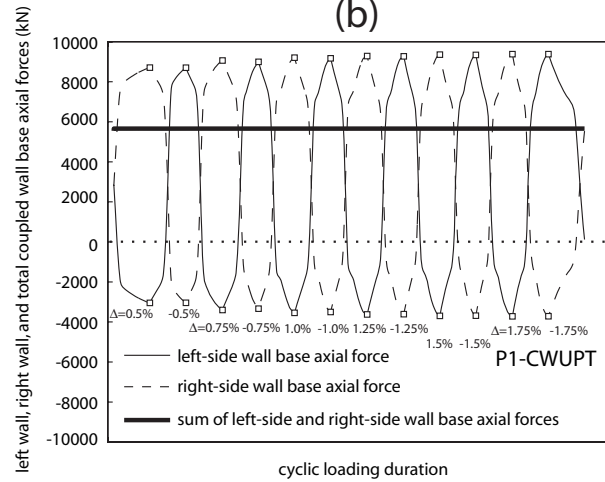 (b)
left wall, right wall, and total coupled wall base axial forces (kN)
10000
8000
6000
4000
2000
0
-2000
-4000
-6000
-8000
-10000
Δ=0.5% -0.5% Δ=0.75% -0.75% 1.0% -1.0% 1.25% -1.25% 1.5% -1.5% Δ=1.75% -1.75%
P1-CWUPT
left-side wall base axial force
right-side wall base axial force
sum of left-side and right-side wall base axial forces
cyclic loading duration